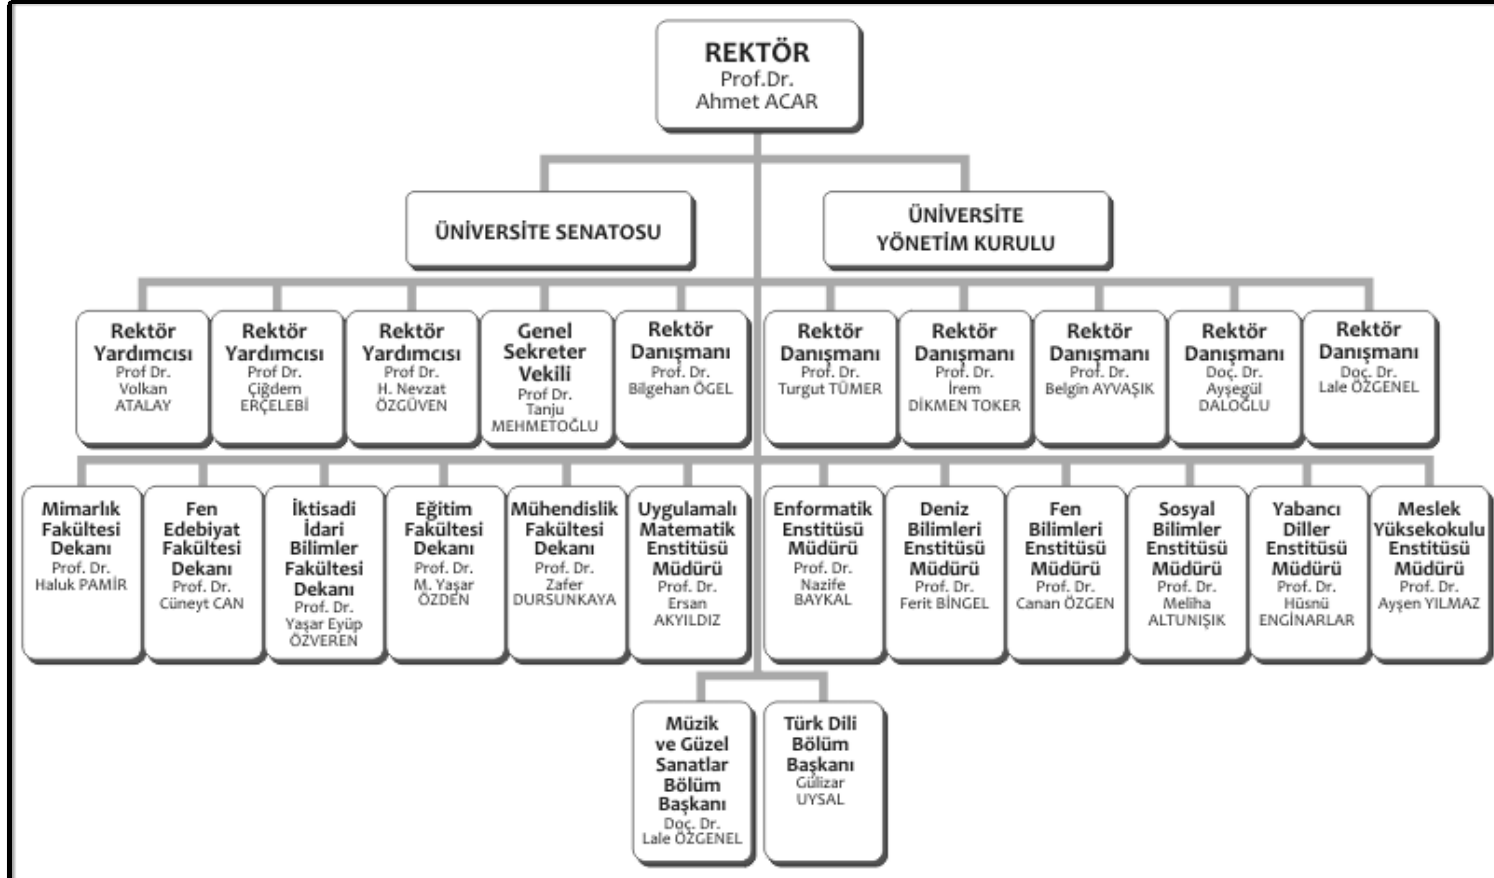 REKTÖR
Prof.Dr.
Ahmet ACAR
ÜNİVERSİTE SENATOSU
ÜNİVERSİTE
YÖNETİM KURULU
Rektör
Yardımcısı
Prof Dr.
Volkan
ATALAY
Rektör
Yardımcısı
Prof Dr.
Çiğdem
ERÇELEBİ
Rektör
Yardımcısı
Prof Dr.
H. Nevzat
ÖZGÜVEN
Genel
Sekreter
Vekili
Prof Dr.
Tanju
MEHMETOĞLU
Rektör
Danışmanı
Prof. Dr.
Bilgehan ÖGEL
Rektör
Danışmanı
Prof. Dr.
Turgut TÜMER
Rektör
Danışmanı
Prof. Dr.
İrem
DİKMEN TOKER
Rektör
Danışmanı
Prof. Dr.
Belgin AYVAŞIK
Rektör
Danışmanı
Doç. Dr.
Ayşegül
DALOĞLU
Rektör
Danışmanı
Doç. Dr.
Lale ÖZGENEL
Mimarlık
Fakültesi
Dekanı
Prof. Dr.
Haluk PAMİR
Fen
Edebiyat
Fakültesi
Dekanı
Prof. Dr.
Cüneyt CAN
İktisadi
İdari
Bilimler
Fakültesi
Dekanı
Prof. Dr.
Yaşar Eyüp
ÖZVEREN
Eğitim
Fakültesi
Dekanı
Prof. Dr.
M. Yaşar
ÖZDEN
Mühendislik
Fakültesi
Dekanı
Prof. Dr.
Zafer
DURSUNKAYA
Uygulamalı
Matematik
Enstitüsü
Müdürü
Prof. Dr.
Ersan
AKYILDIZ
Enformatik
Enstitüsü
Müdürü
Prof. Dr.
Nazife
BAYKAL
Deniz
Bilimleri
Enstitüsü
Müdürü
Prof. Dr.
Ferit BİNGEL
Fen
Bilimleri
Enstitüsü
Müdürü
Prof. Dr.
Canan ÖZGEN
Sosyal
Bilimler
Enstitüsü
Müdürü
Prof. Dr.
Meliha
ALTUNIŞIK
Yabancı
Diller
Enstitüsü
Müdürü
Prof. Dr.
Hüsnü
ENGİNARLAR
Meslek
Yüksekokulu
Enstitüsü
Müdürü
Prof. Dr.
Ayşen YILMAZ
Müzik
ve Güzel
Sanatlar
Bölüm
Başkanı
Doç. Dr.
Lale ÖZGENEL
Türk Dili
Bölüm
Başkanı
Gülizar
UYSAL